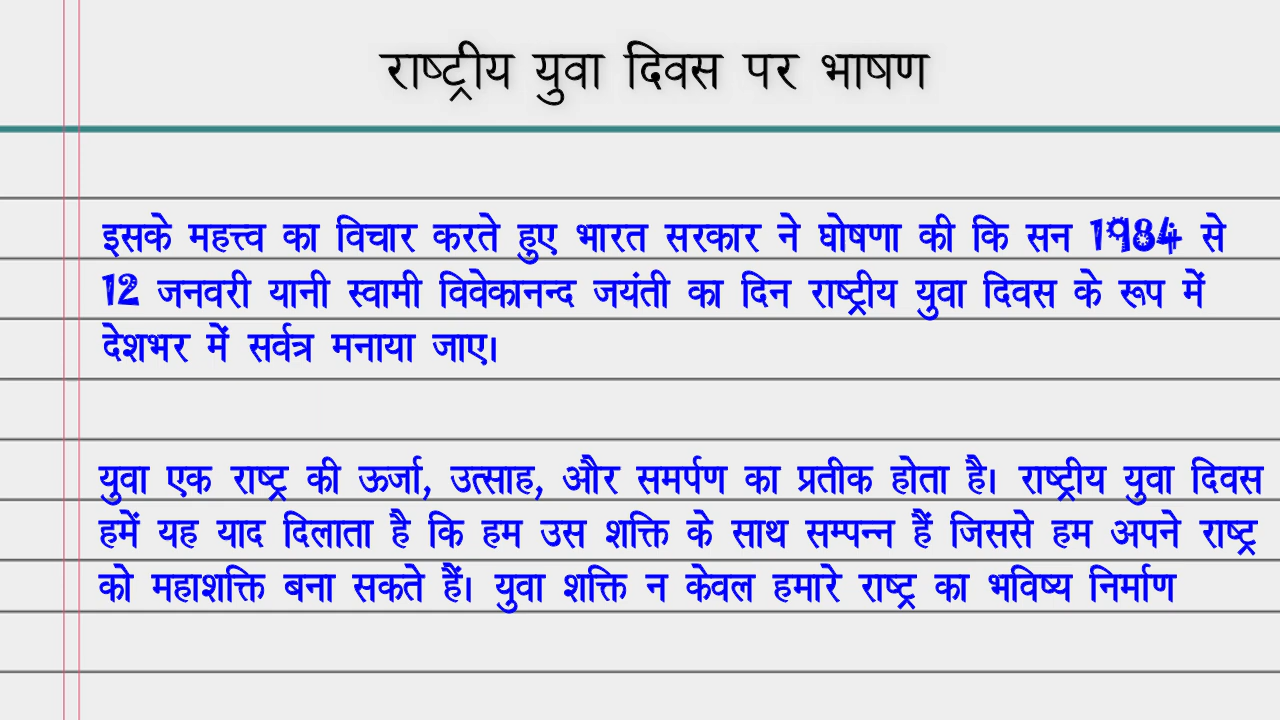 राष्ट्रीय युवा दिवस पर भाषण
इसके महत्त्व का विचार करते हुए भारत सरकार ने घोषणा की कि सन 1984 से
12 जनवरी यानी स्वामी विवेकानन्द जयंती का दिन राष्ट्रीय युवा दिवस के रूप में
देशभर में सर्वत्र मनाया जाए।
युवा एक राष्ट्र की ऊर्जा, उत्साह, और समर्पण का प्रतीक होता है। राष्ट्रीय युवा दिवस
हमें यह याद दिलाता है कि हम उस शक्ति के साथ सम्पन्न हैं जिससे हम अपने राष्ट्र
को महाशक्ति बना सकते हैं। युवा शक्ति न केवल हमारे राष्ट्र का भविष्य निर्माण